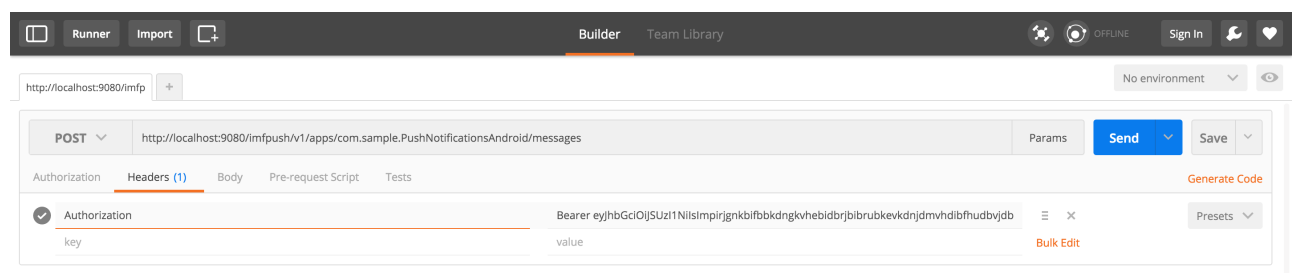 Runner Import Builder Team Library OFFLINE Sign In
http://localhost:9080/imfp + No environment
POST http://localhost:9080/imfpush/v1/apps/com.sample.PushNotificationsAndroid/messages Params Send Save
Authorization Headers (1) Body Pre-request Script Tests Generate Code
Authorization Bearer eyJhbGciOiJSUzI1NiIsImpirjgnkbifbbkdngkvhebidbrjbibrubkevkdnjdmvhdibfhudbvjdb Presets
key value Bulk Edit